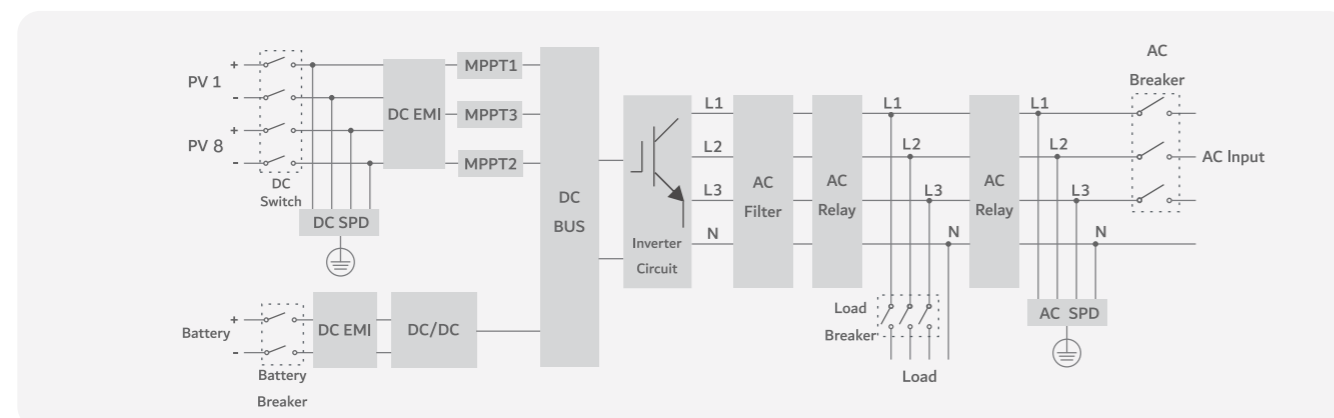 AC
Breaker
+
PV 1
-
+
PV 8
-
DC
Switch
DC SPD
DC EMI
MPPT1
MPPT3
MPPT2
DC
BUS
Inverter
Circuit
L1
L2
L3
N
AC
Filter
AC
Relay
L1
L2
L3
N
AC
Relay
L1
L2
L3
N
AC Input
Load
Breaker
Load
AC SPD
+
Battery
-
Battery
Breaker
DC EMI
DC/DC